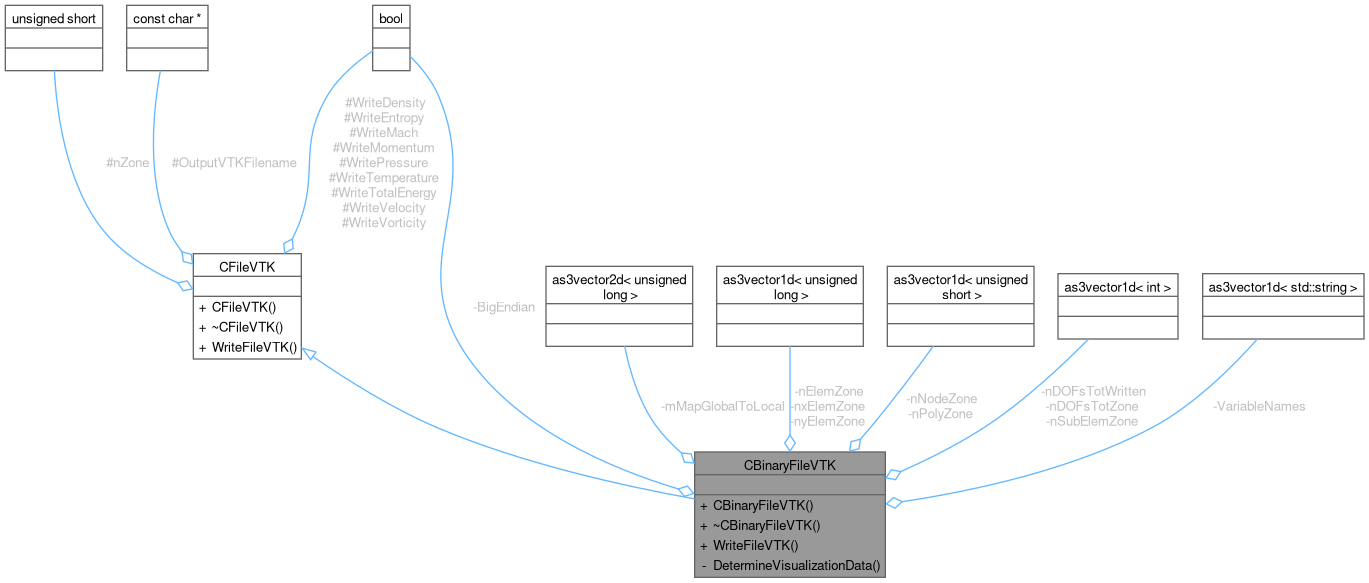 unsigned short
const char *
bool
#WriteDensity
#WriteEntropy
#WriteMach
#WriteMomentum
#WritePressure
#WriteTemperature
#WriteTotalEnergy
#WriteVelocity
#WriteVorticity
#nZone
#OutputVTKFilename
CFileVTK
+ CFileVTK()
+ ~CFileVTK()
+ WriteFileVTK()
-BigEndian
as3vector2d< unsigned
long >
as3vector1d< unsigned
long >
as3vector1d< unsigned
short >
as3vector1d< int >
as3vector1d< std::string >
-mMapGlobalToLocal
-nElemZone
-nxElemZone
-nyElemZone
-nNodeZone
-nPolyZone
-nDOFsTotWritten
-nDOFsTotZone
-nSubElemZone
-VariableNames
CBinaryFileVTK
+ CBinaryFileVTK()
+ ~CBinaryFileVTK()
+ WriteFileVTK()
- DetermineVisualizationData()